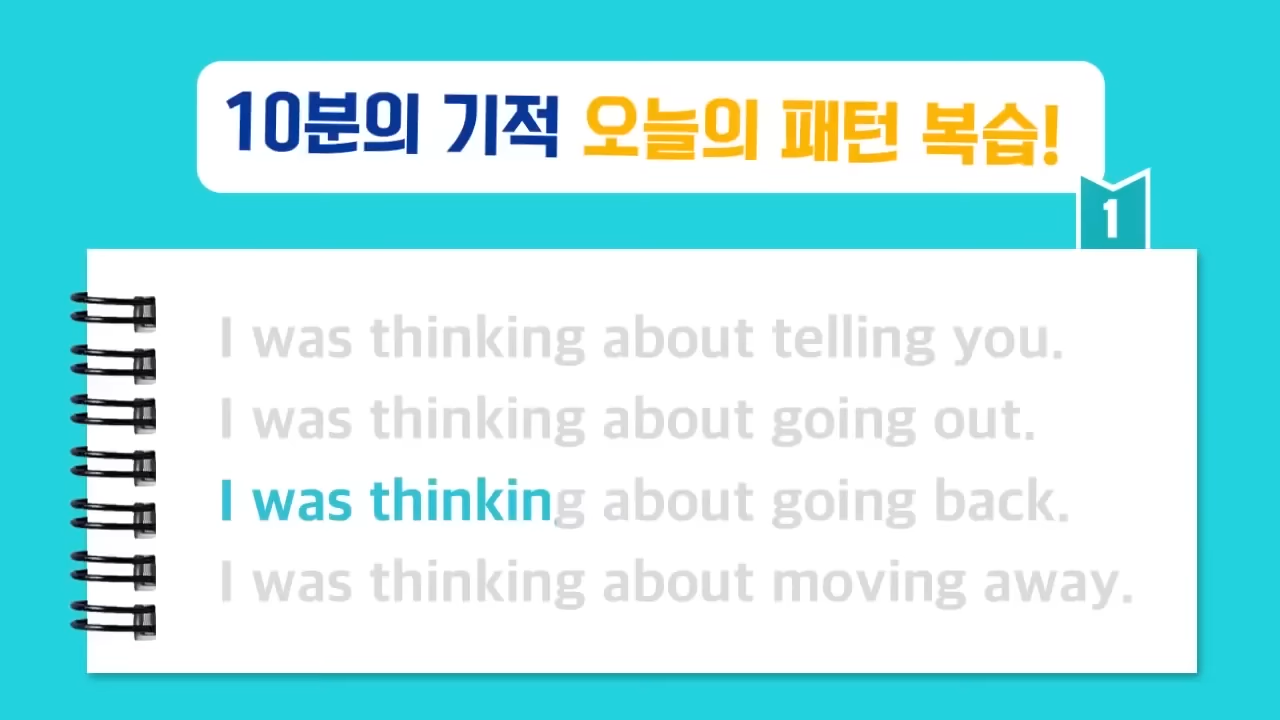 10분의 기적 오늘의 패턴 복습!
1
I was thinking about telling you.
I was thinking about going out.
I was thinking about going back.
I was thinking about moving away.